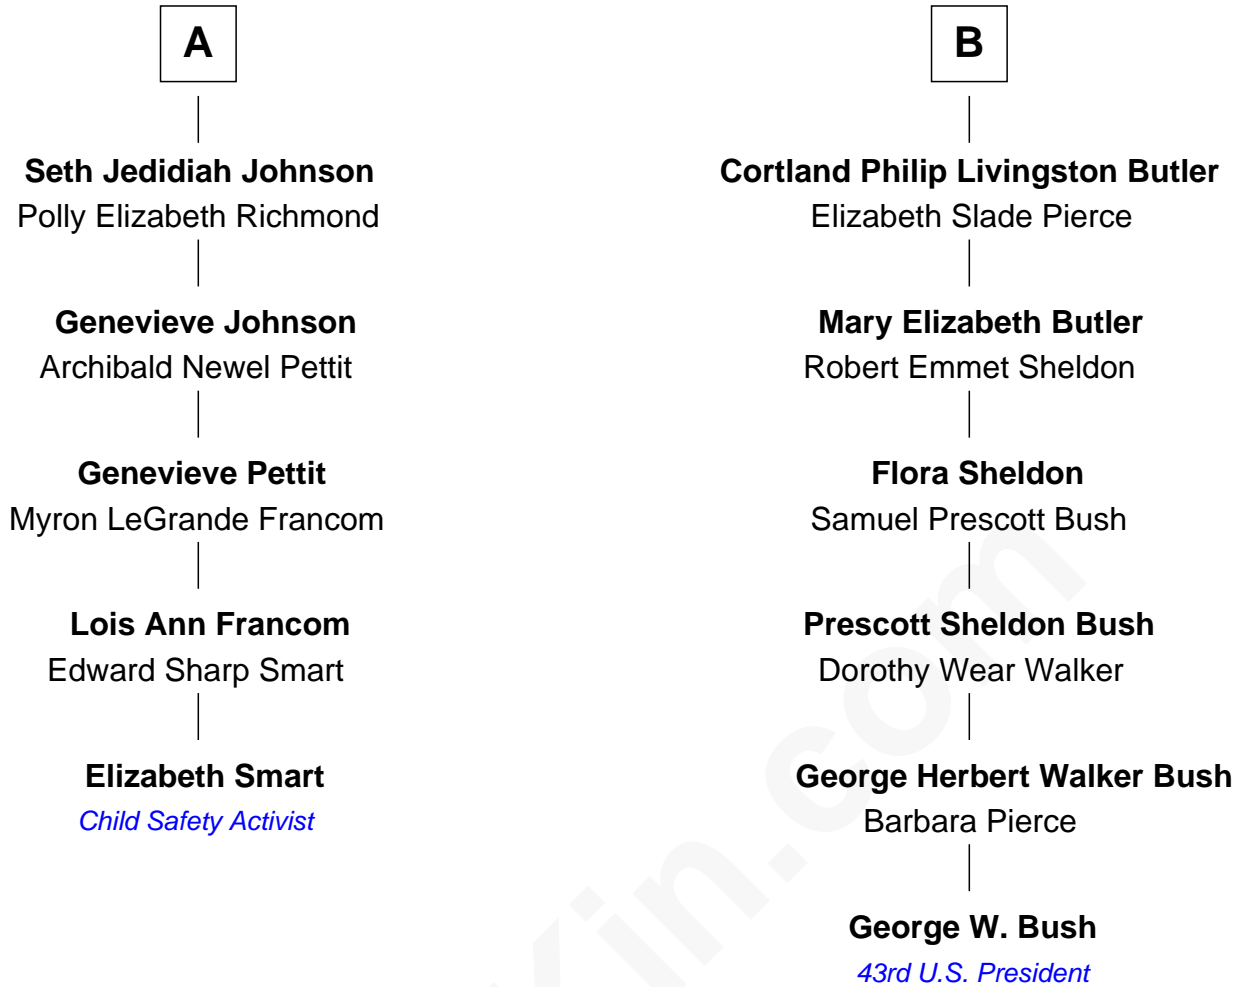 A
Seth Jedidiah Johnson
Polly Elizabeth Richmond
Genevieve Johnson
Archibald Newel Pettit
Genevieve Pettit
Myron LeGrande Francom
Lois Ann Francom
Edward Sharp Smart
Elizabeth Smart
Child Safety Activist
B
Cortland Philip Livingston Butler
Elizabeth Slade Pierce
Mary Elizabeth Butler
Robert Emmet Sheldon
Flora Sheldon
Samuel Prescott Bush
Prescott Sheldon Bush
Dorothy Wear Walker
George Herbert Walker Bush
Barbara Pierce
George W. Bush
43rd U.S. President
Kin.com